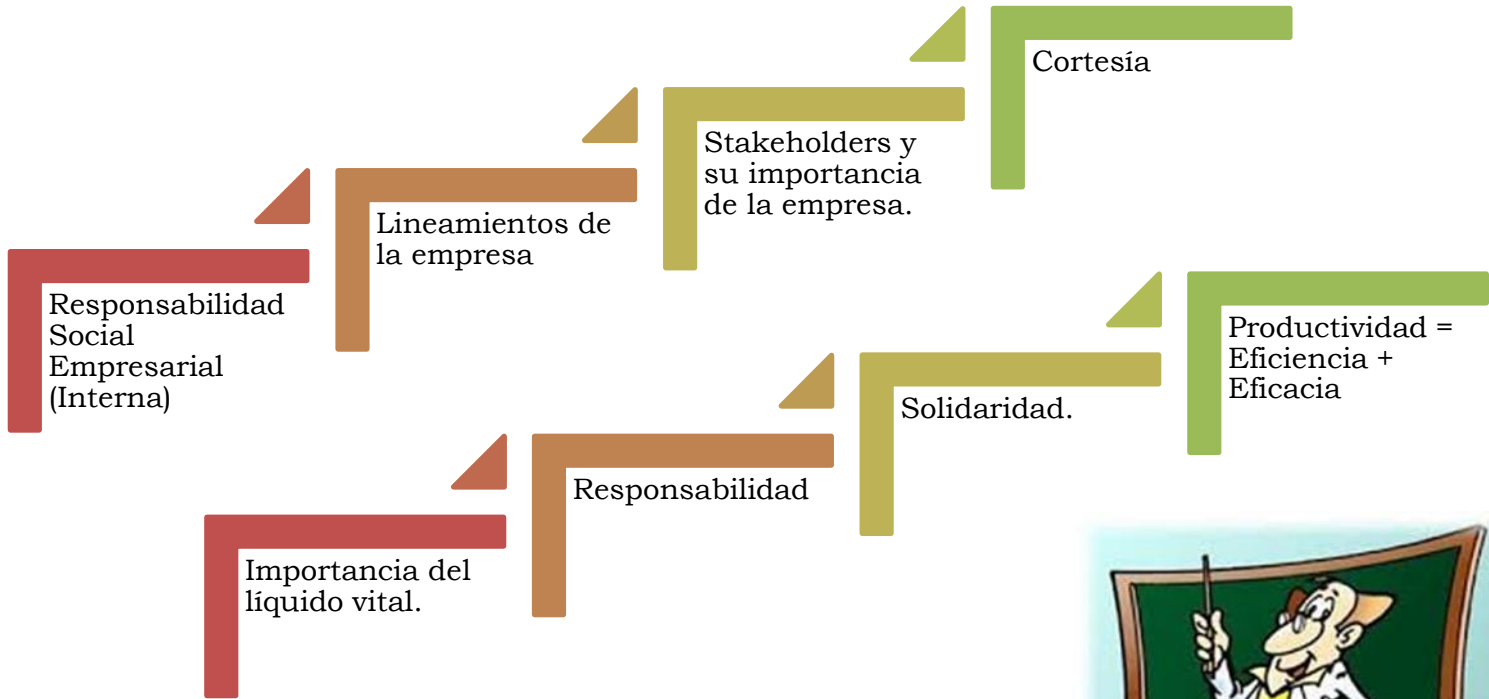 Responsabilidad
Social
Empresarial
(Interna)
Lineamientos de
la empresa
Stakeholders y
su importancia
de la empresa.
Cortesía
Importancia del
líquido vital.
Responsabilidad
Solidaridad.
Productividad =
Eficiencia +
Eficacia